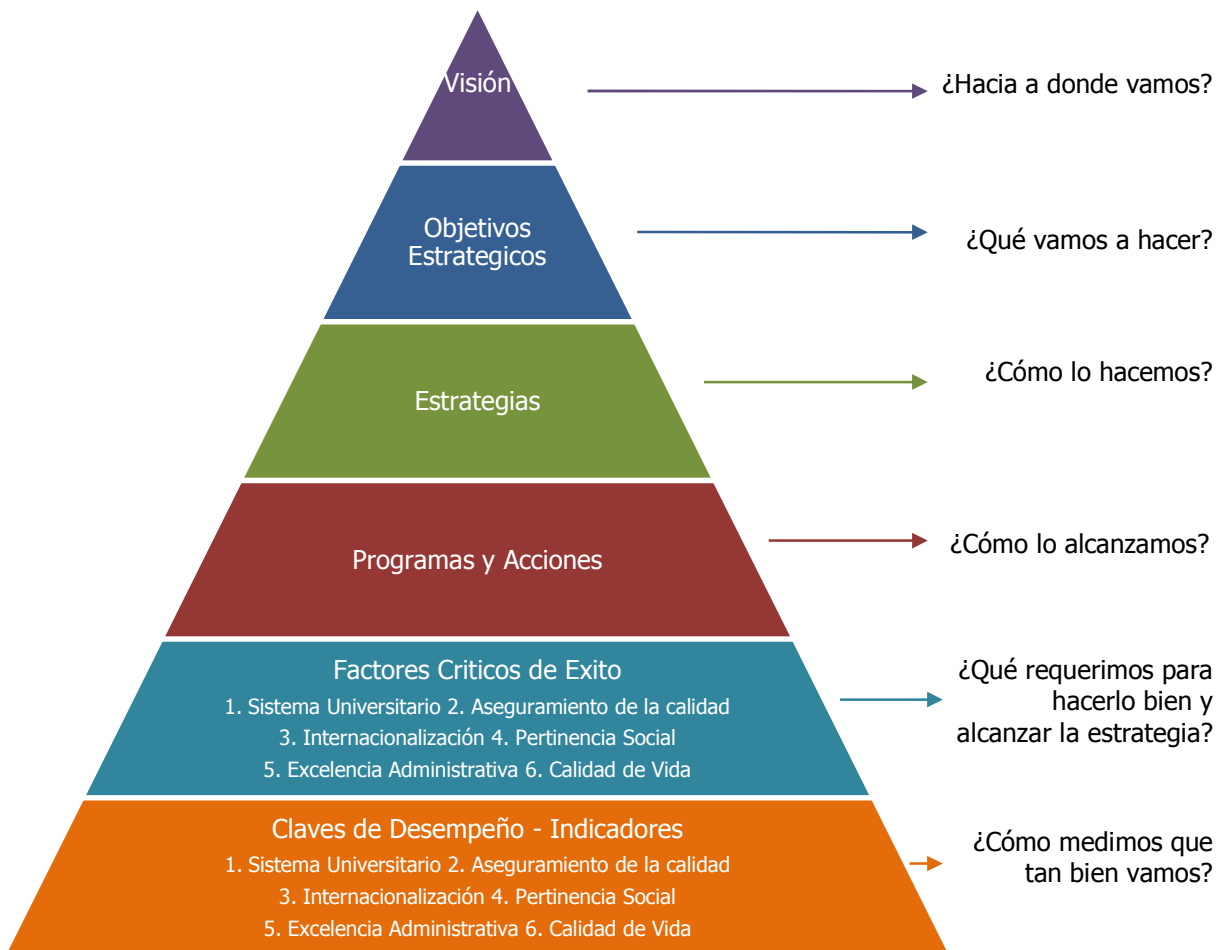 Visión
¿Hacia a donde vamos?
Objetivos
Estrategicos
¿Qué vamos a hacer?
Estrategias
¿Cómo lo hacemos?
Programas y Acciones
¿Cómo lo alcanzamos?
Factores Criticos de Exito
1. Sistema Universitario 2. Aseguramiento de la calidad
3. Internacionalización 4. Pertinencia Social
5. Excelencia Administrativa 6. Calidad de Vida
¿Qué requerimos para
hacerlo bien y
alcanzar la estrategia?
Claves de Desempeño - Indicadores
1. Sistema Universitario 2. Aseguramiento de la calidad
3. Internacionalización 4. Pertinencia Social
5. Excelencia Administrativa 6. Calidad de Vida
¿Cómo medimos que
tan bien vamos?